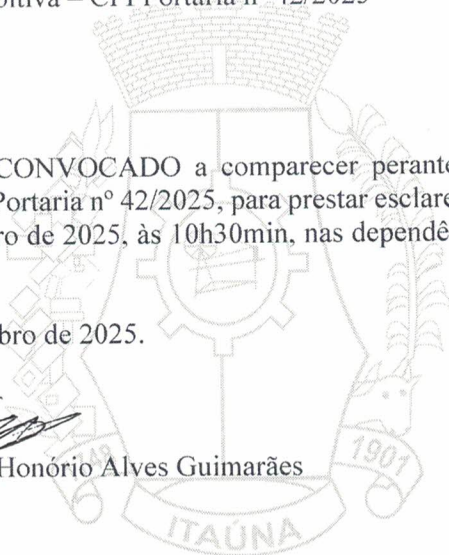 CONVOCADO a comparecer perante
Portaria nº 42/2025, para prestar esclare
ro de 2025, às 10h30min, nas dependê
bro de 2025.
Honório Alves Guimarães
1901
ITAÚNA